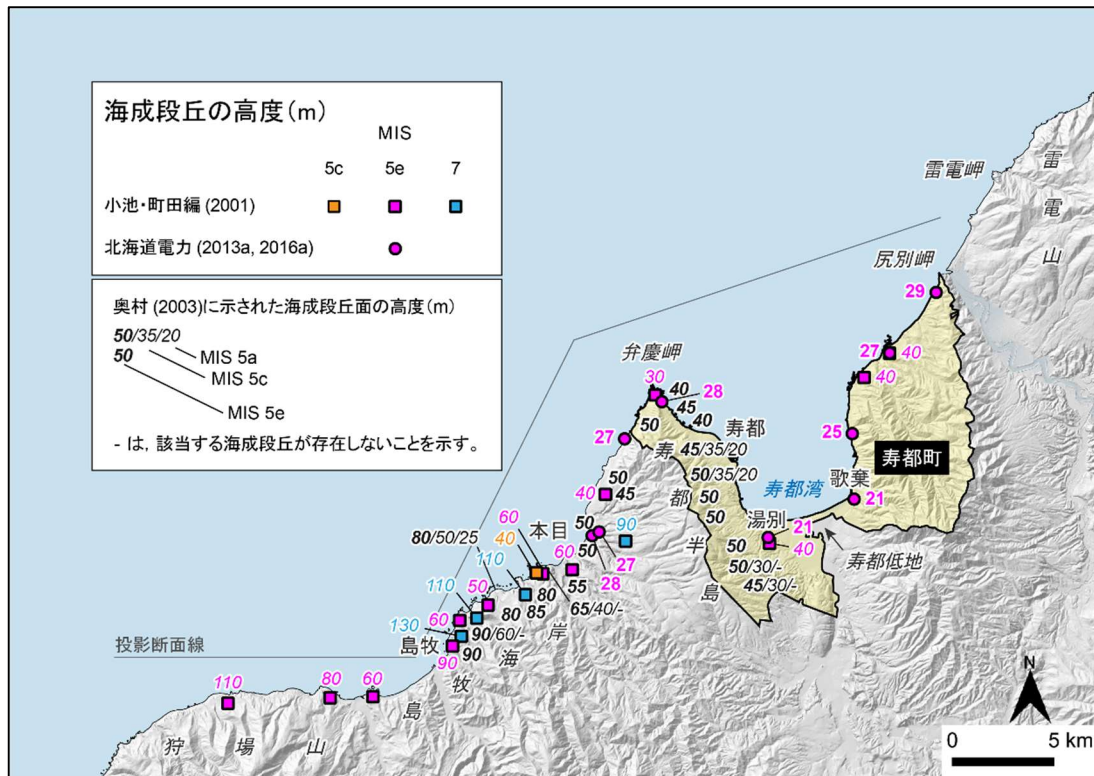 海成段丘の高度(m)
MIS
5c 5e 7
小池・町田編 (2001)
北海道電力 (2013a, 2016a)
奥村 (2003)に示された海成段丘面の高度(m)
50/35/20
50
MIS 5a
MIS 5c
MIS 5e
- は、該当する海成段丘が存在しないことを示す。
雷電岬
雷電山
尻別岬
29
27
40
40
弁慶岬
30
40
28
45
40
50
寿都
27
45/35/20
寿都町
25
50/35/20
寿都湾
歌棄
21
50
45
40
50
50
寿都半島
湯別
21
40
50
50/30/-
45/30/-
寿都低地
60
本目
50
90
80/50/25
40
60
50
27
28
110
55
110
50
80
85
65/40/-
60
80
130
90/60/-
島牧
90
90
島牧海岸
投影断面線
110
80
60
狩場山
N
0 5 km